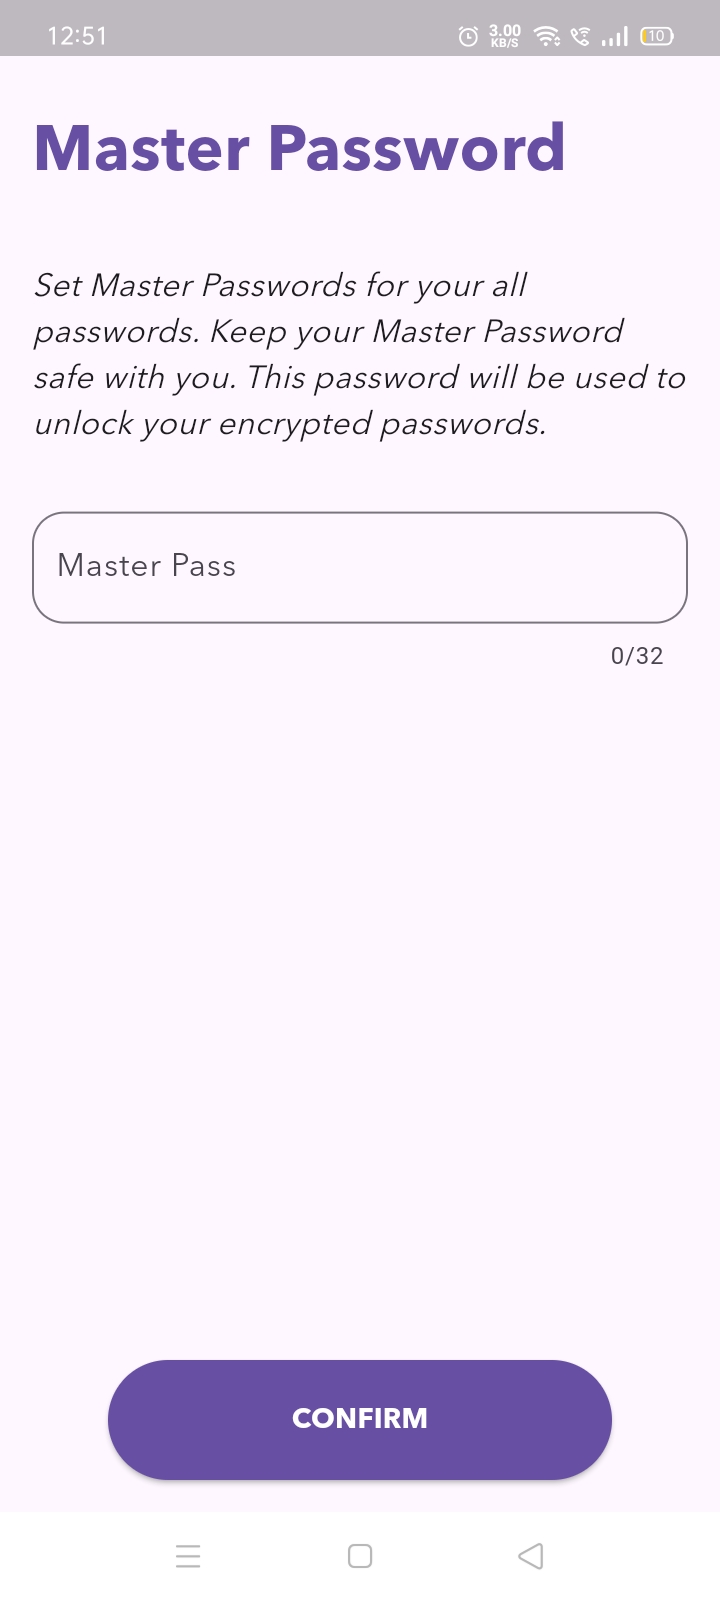 12:51
3.00
KB/S
10
Master Password
Set Master Passwords for your all
passwords. Keep your Master Password
safe with you. This password will be used to
unlock your encrypted passwords.
Master Pass
0/32
CONFIRM